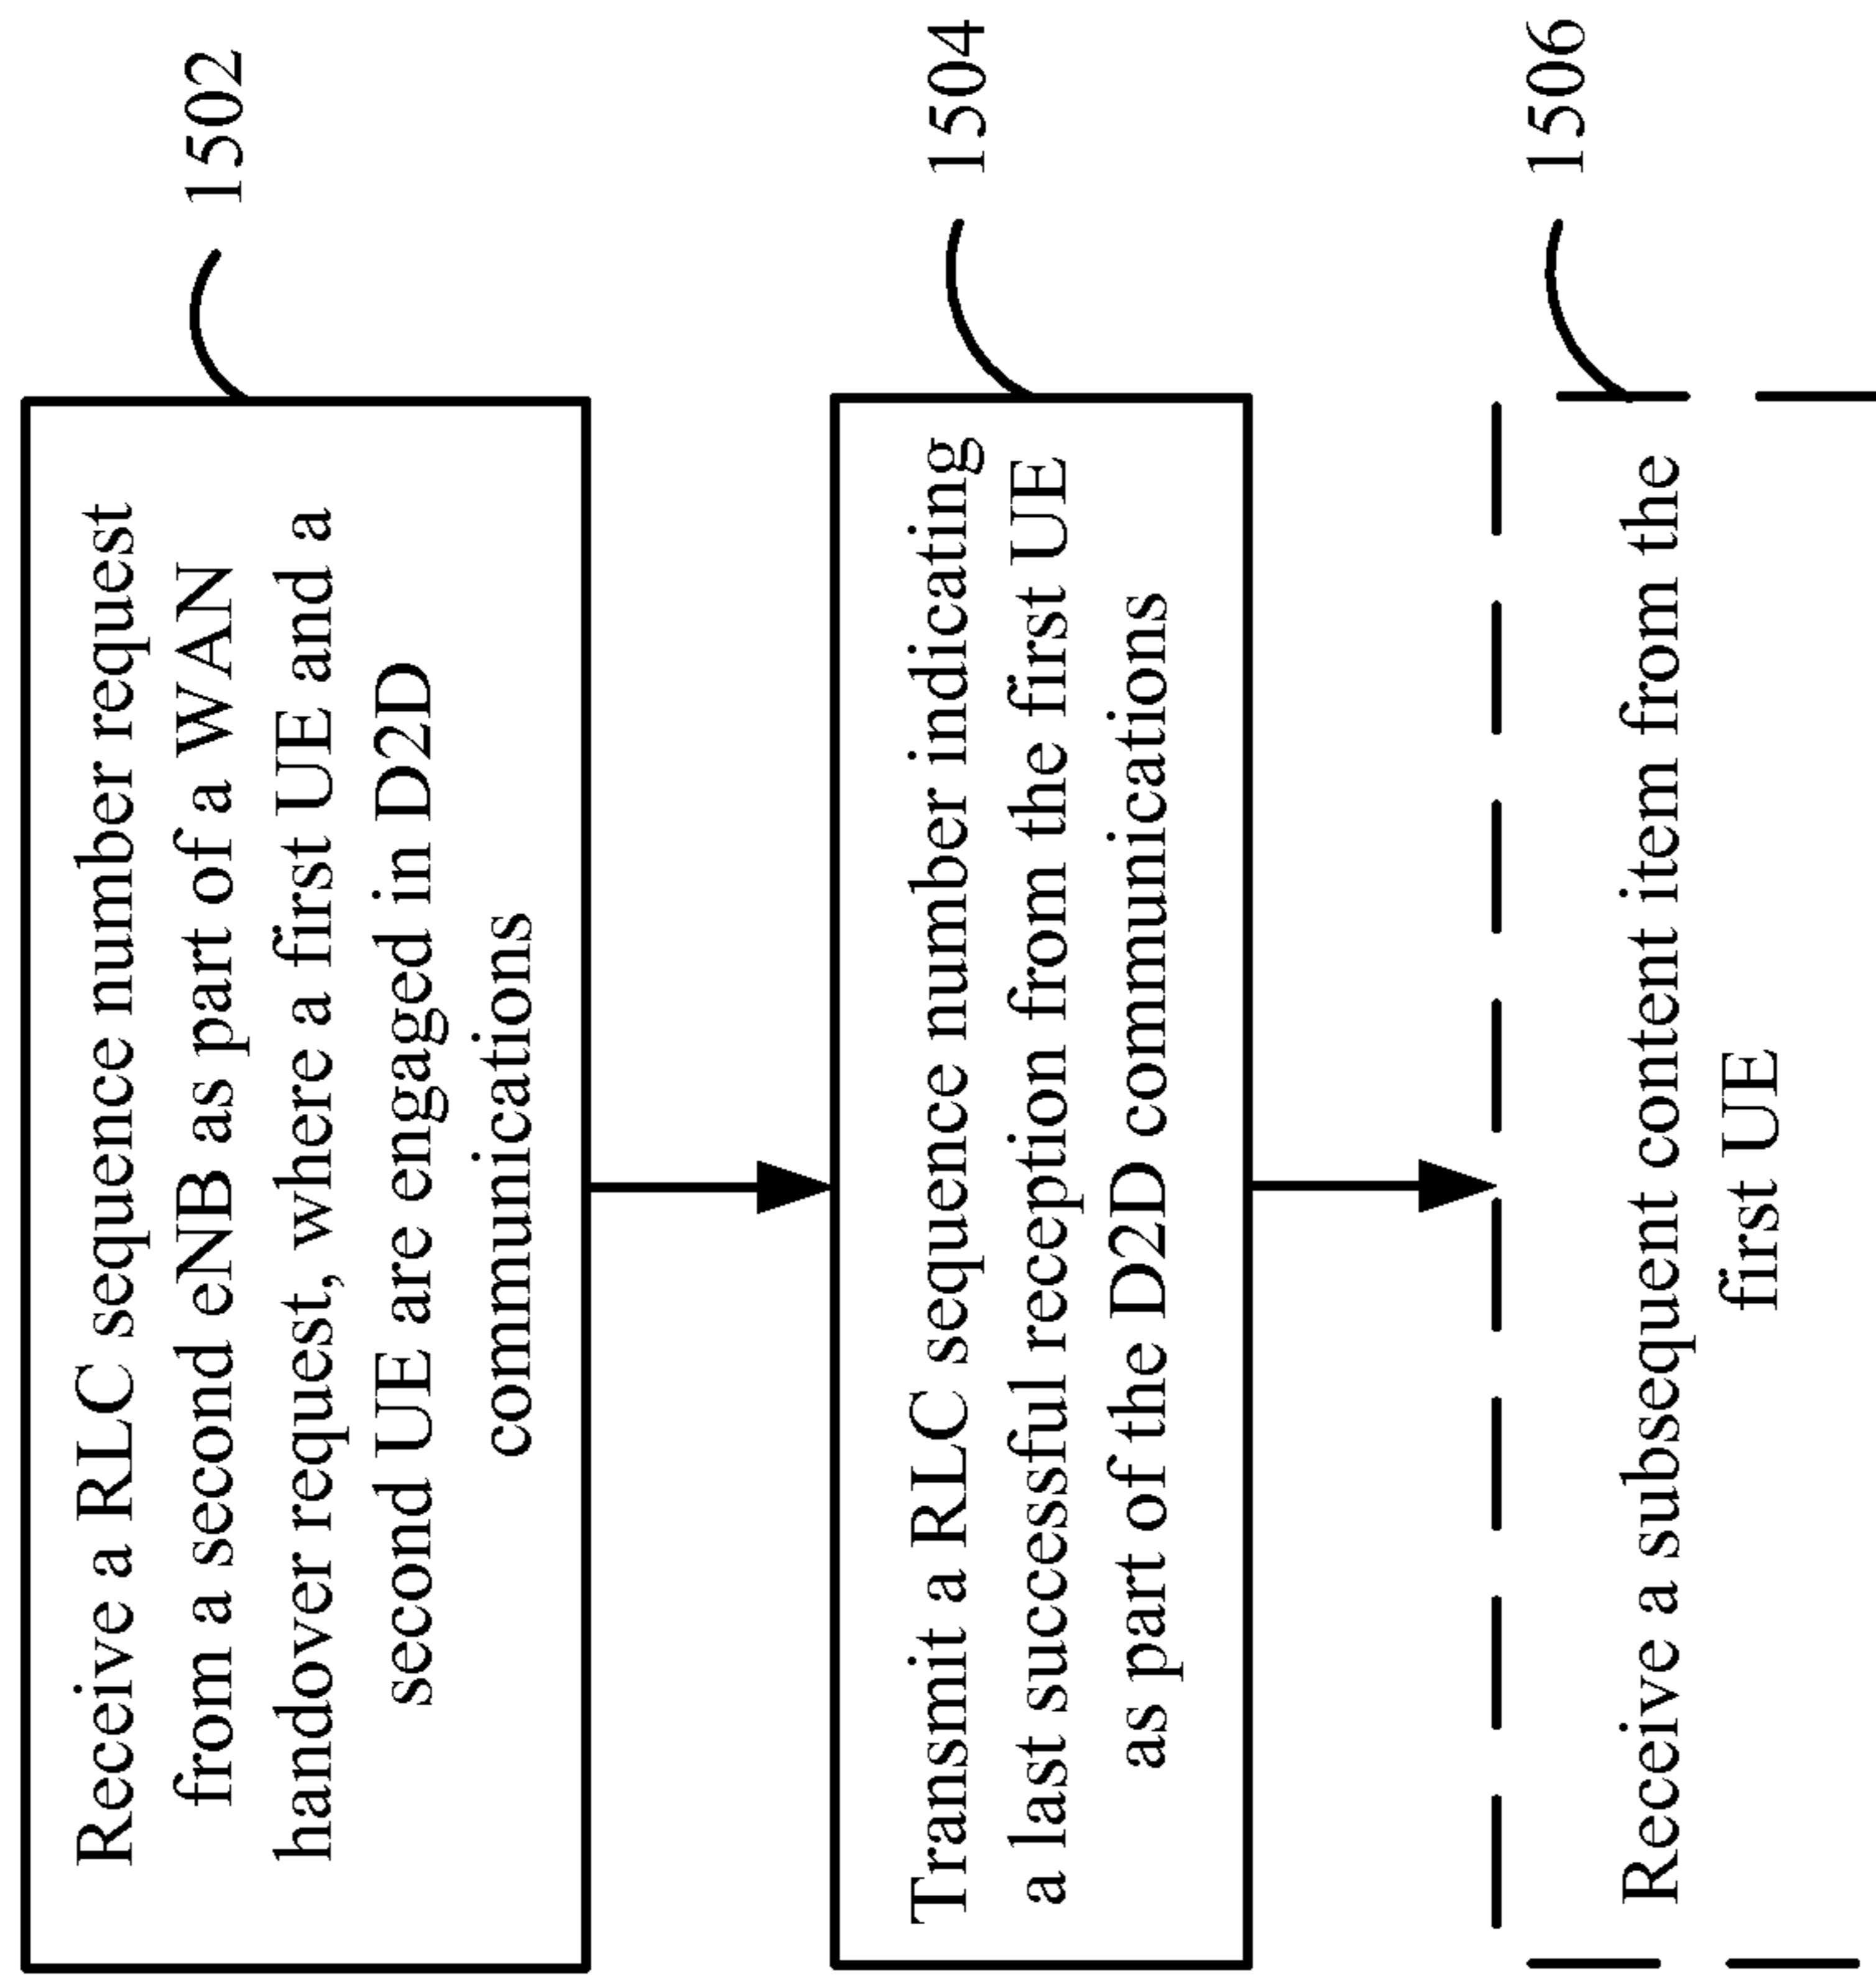 Receive a RLC sequence number request
from a second eNB as part of a WAN
handover request, where a first UE and a
second UE are engaged in D2D
communications
1502
Transmit a RLC sequence number indicating
a last successful reception from the first UE
as part of the D2D communications
1504
Receive a subsequent content item from the
first UE
1506